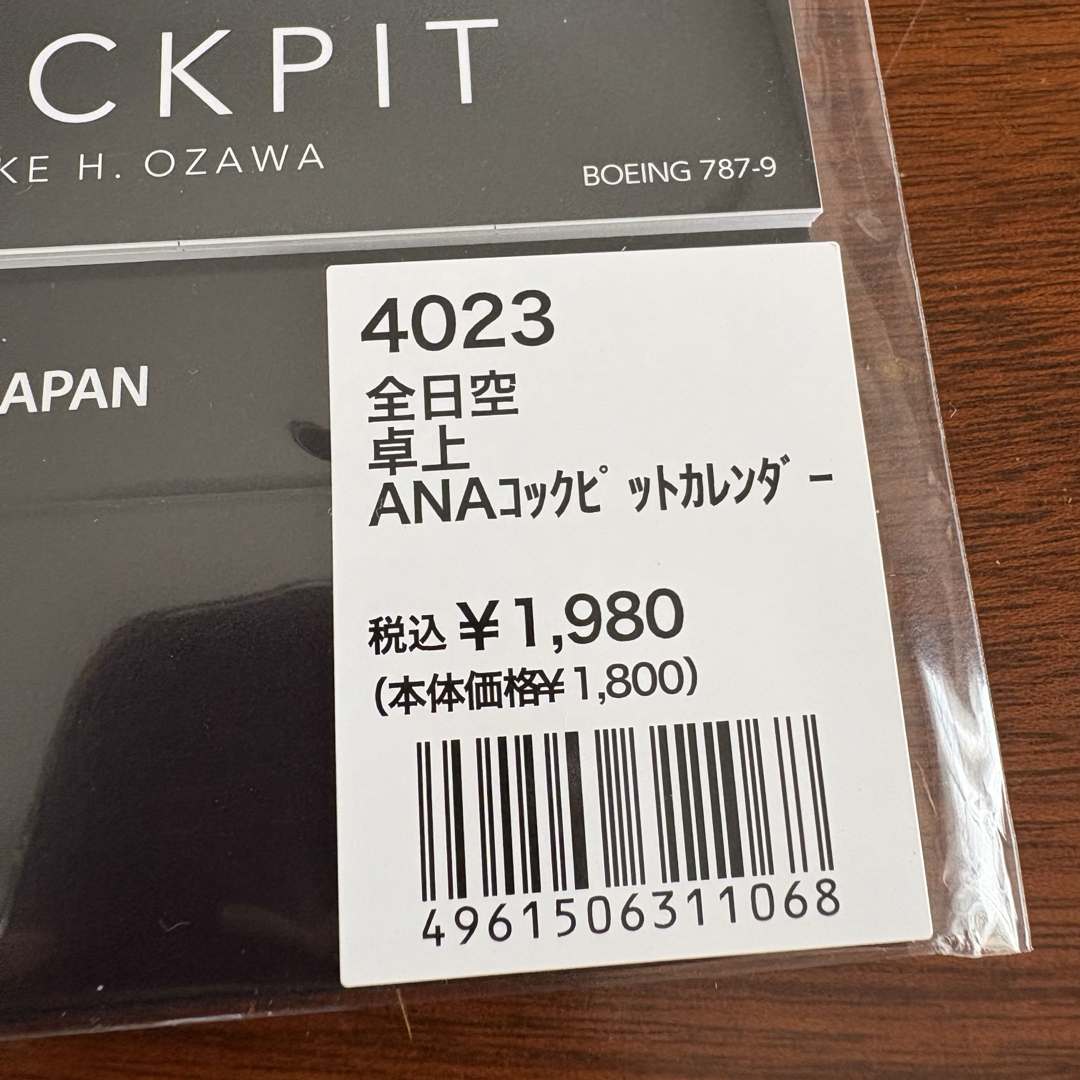 CKPIT
KE H. OZAWA
BOEING 787-9
APAN
4023
全日空
卓上
ANAｺｯｸﾋﾟｯﾄｶﾚﾝﾀﾞｰ
税込 ¥1,980
(本体価格¥1,800)
4961506311068